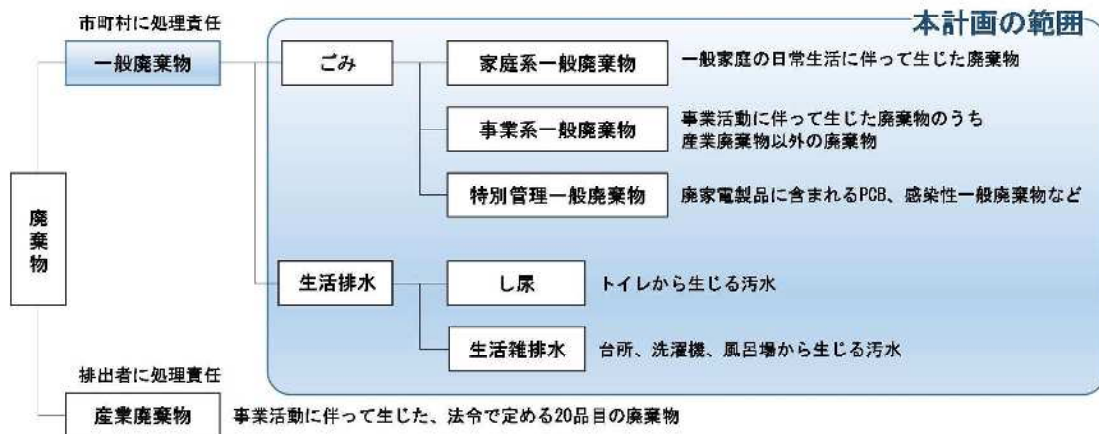 本計画の範囲
市町村に処理責任
一般廃棄物
ごみ
家庭系一般廃棄物
一般家庭の日常生活に伴って生じた廃棄物
事業系一般廃棄物
事業活動に伴って生じた廃棄物のうち
産業廃棄物以外の廃棄物
特別管理一般廃棄物
廃家電製品に含まれるPCB、感染性一般廃棄物など
廃棄物
生活排水
し尿
トイレから生じる汚水
生活雑排水
台所、洗濯機、風呂場から生じる汚水
排出者に処理責任
産業廃棄物
事業活動に伴って生じた、法令で定める20品目の廃棄物